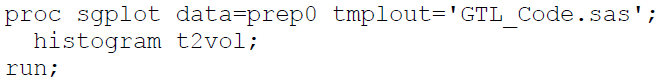 proc sgplot data=prep0 tmplout='GTL_Code.sas';
  histogram t2vol;
run;